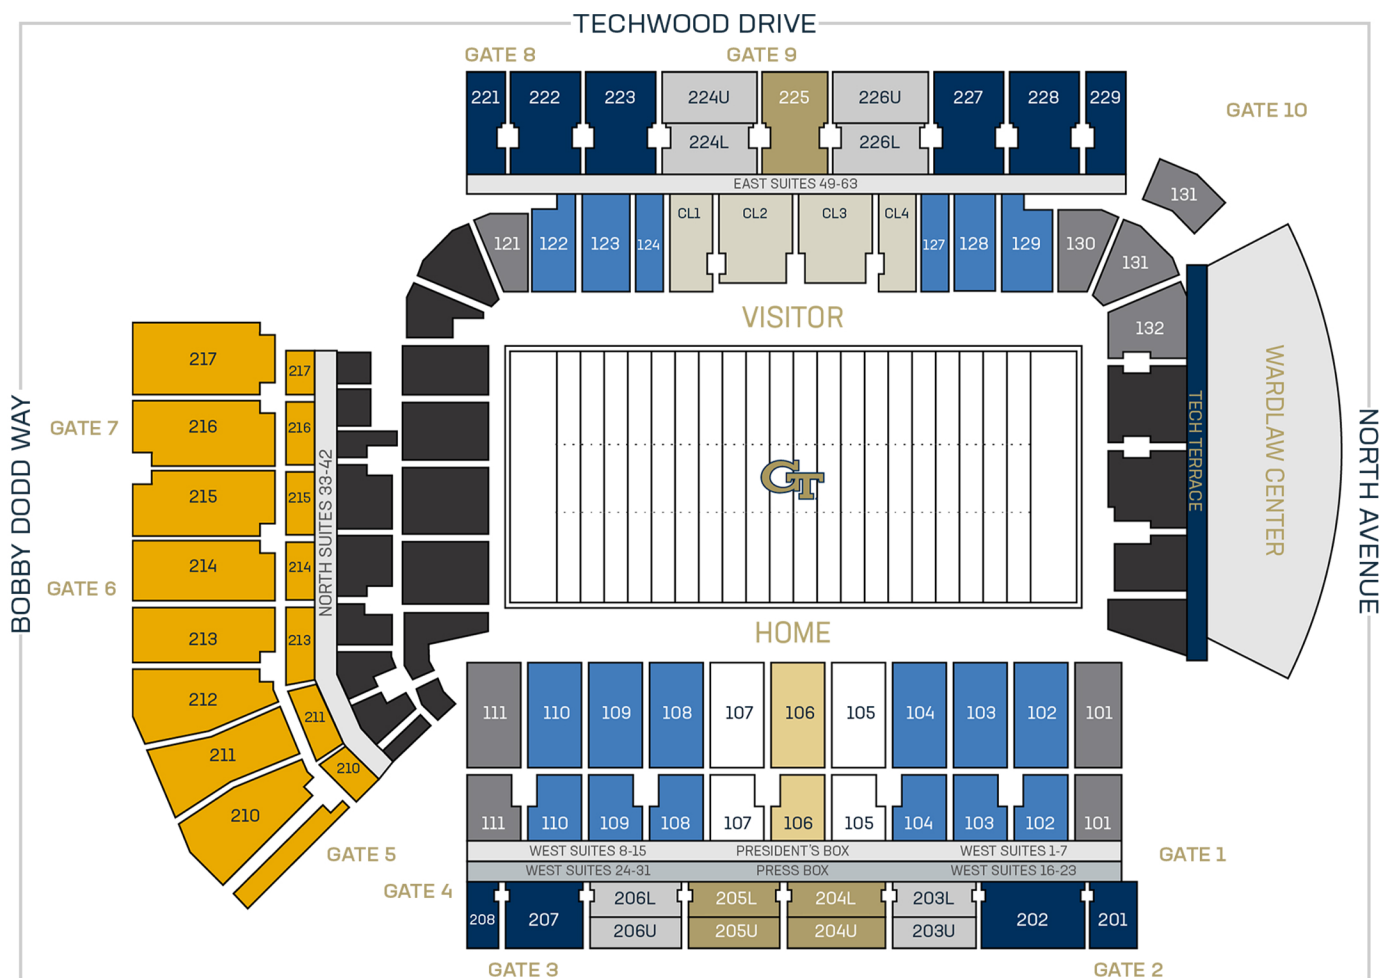 TECHWOOD DRIVE
GATE 8
GATE 9
GATE 10
221
222
223
224U
225
226U
227
228
229
224L
226L
EAST SUITES 49-63
131
121
122
123
124
CL1
CL2
CL3
CL4
127
128
129
130
131
132
VISITOR
217
217
216
216
215
215
214
214
213
213
212
211
211
210
210
GATE 7
GATE 6
GATE 5
GATE 4
BOBBY DODD WAY
NORTH SUITES 33-42
GT
TECH TERRACE
WARDLAW CENTER
NORTH AVENUE
HOME
111
110
109
108
107
106
105
104
103
102
101
111
110
109
108
107
106
105
104
103
102
101
WEST SUITES 8-15
PRESIDENT'S BOX
WEST SUITES 1-7
WEST SUITES 24-31
PRESS BOX
WEST SUITES 16-23
GATE 1
208
207
206L
205L
204L
203L
202
201
206U
205U
204U
203U
GATE 3
GATE 2